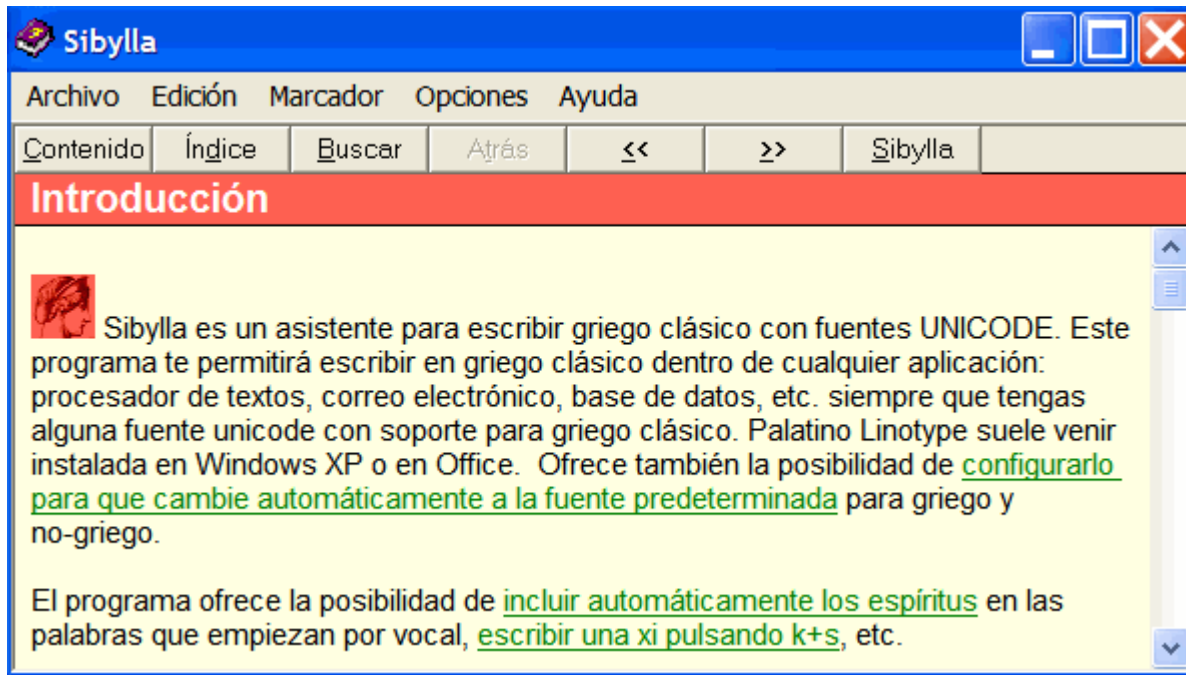 Sibylla
Archivo Edición Marcador Opciones Ayuda
Contenido Índice Buscar Atrás << >> Sibylla
Introducción
Sibylla es un asistente para escribir griego clásico con fuentes UNICODE. Este
programa te permitirá escribir en griego clásico dentro de cualquier aplicación:
procesador de textos, correo electrónico, base de datos, etc. siempre que tengas
alguna fuente unicode con soporte para griego clásico. Palatino Linotype suele venir
instalada en Windows XP o en Office.  Ofrece también la posibilidad de configurarlo
para que cambie automáticamente a la fuente predeterminada para griego y
no-griego.
El programa ofrece la posibilidad de incluir automáticamente los espíritus en las
palabras que empiezan por vocal, escribir una xi pulsando k+s, etc.